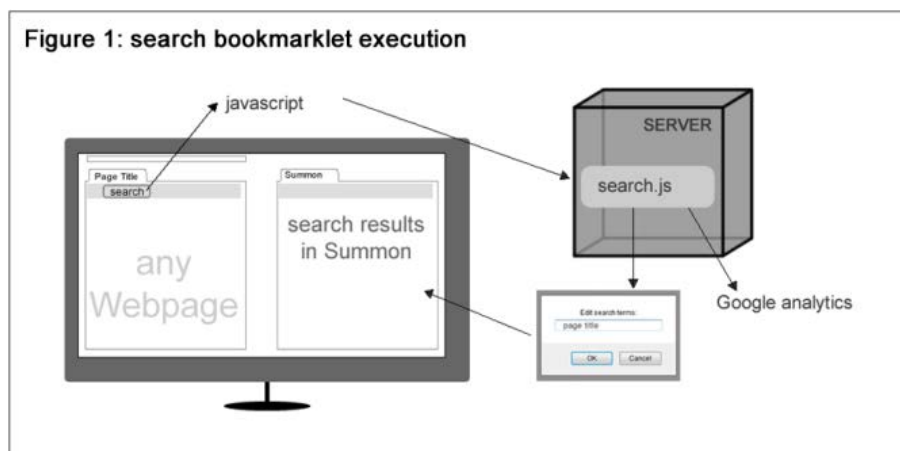 Figure 1: search bookmarklet execution
javascript
SERVER
search.js
Page Title
search
any
Webpage
Summon
search results
in Summon
Google analytics
Edit search terms:
page title
OK
Cancel